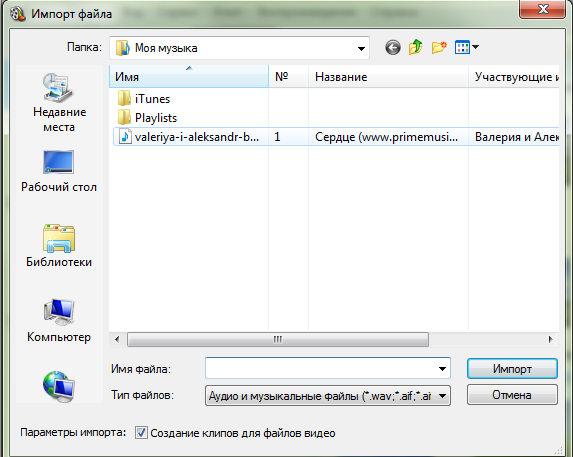 Импорт файла
Папка: Моя музыка
Имя № Название Участвующие и
iTunes
Playlists
valeriya-i-aleksandr-b... 1 Сердце (www.primemusi... Валерия и Алек
Недавние
места
Рабочий стол
Библиотеки
Компьютер
Имя файла: Импорт
Тип файлов: Аудио и музыкальные файлы (*.wav;*.aif;*.ai Отмена
Параметры импорта: Создание клипов для файлов видео